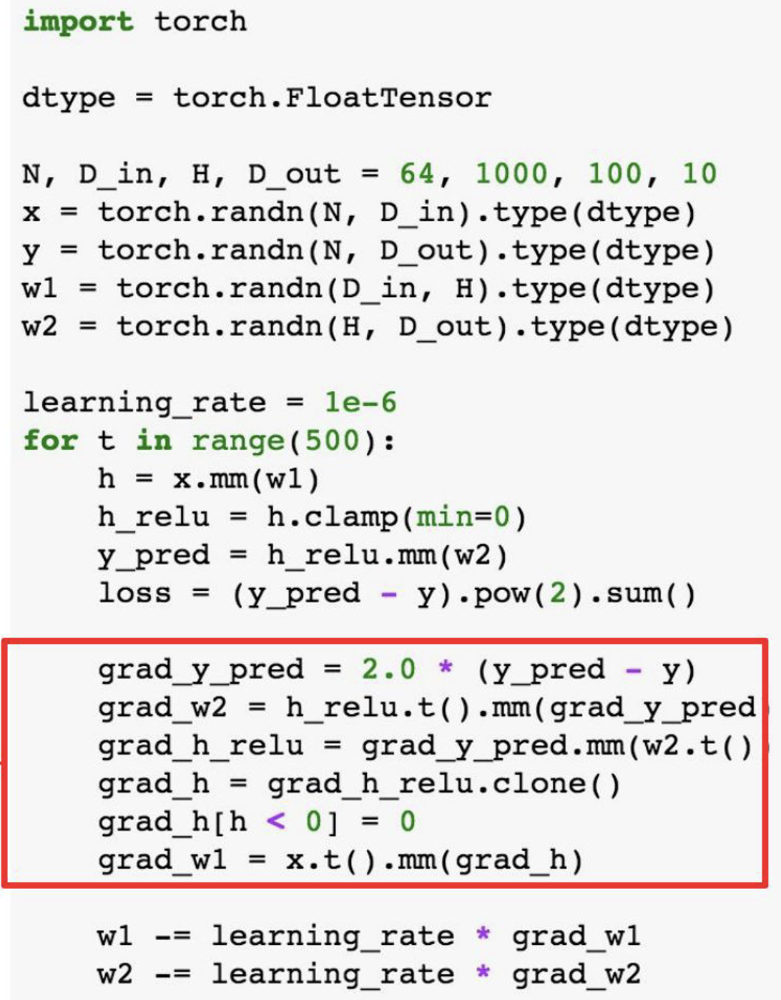 import torch
dtype = torch.FloatTensor
N, D_in, H, D_out = 64, 1000, 100, 10
x = torch.randn(N, D_in).type(dtype)
y = torch.randn(N, D_out).type(dtype)
w1 = torch.randn(D_in, H).type(dtype)
w2 = torch.randn(H, D_out).type(dtype)
learning_rate = 1e-6
for t in range(500):
    h = x.mm(w1)
    h_relu = h.clamp(min=0)
    y_pred = h_relu.mm(w2)
    loss = (y_pred - y).pow(2).sum()
    grad_y_pred = 2.0 * (y_pred - y)
    grad_w2 = h_relu.t().mm(grad_y_pred)
    grad_h_relu = grad_y_pred.mm(w2.t())
    grad_h = grad_h_relu.clone()
    grad_h[h < 0] = 0
    grad_w1 = x.t().mm(grad_h)
    w1 -= learning_rate * grad_w1
    w2 -= learning_rate * grad_w2